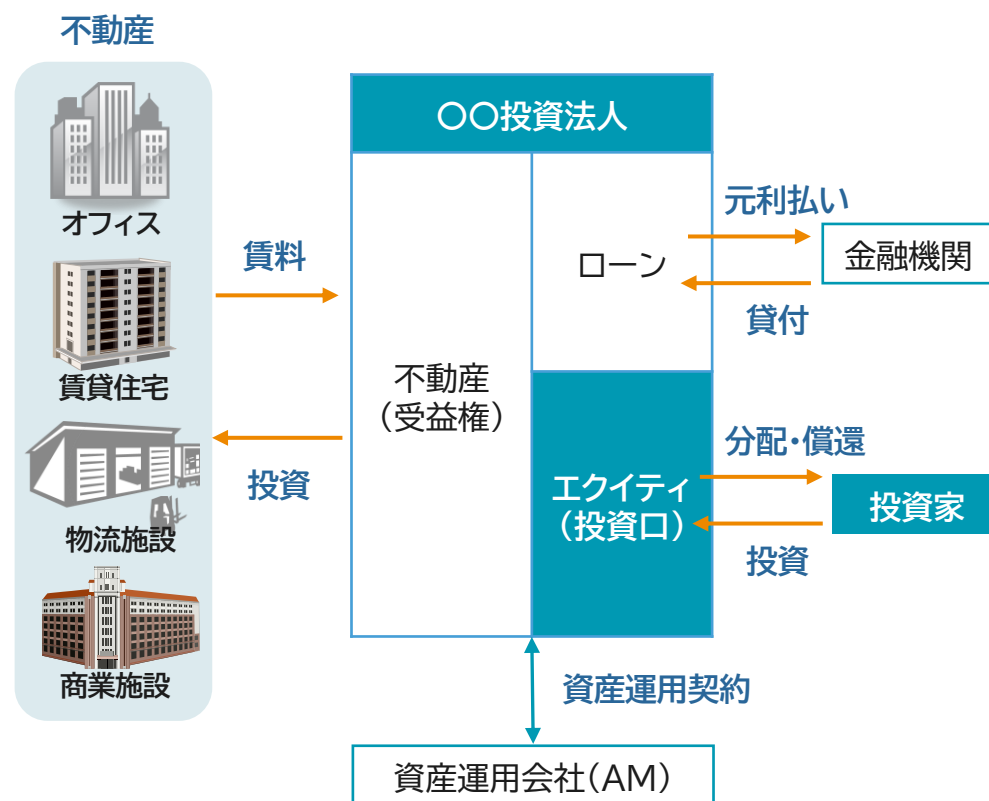 不動産
オフィス
賃貸住宅
物流施設
商業施設
賃料
投資
〇〇投資法人
不動産
(受益権)
ローン
エクイティ
(投資口)
元利払い
金融機関
貸付
分配・償還
投資家
投資
資産運用契約
資産運用会社(AM)